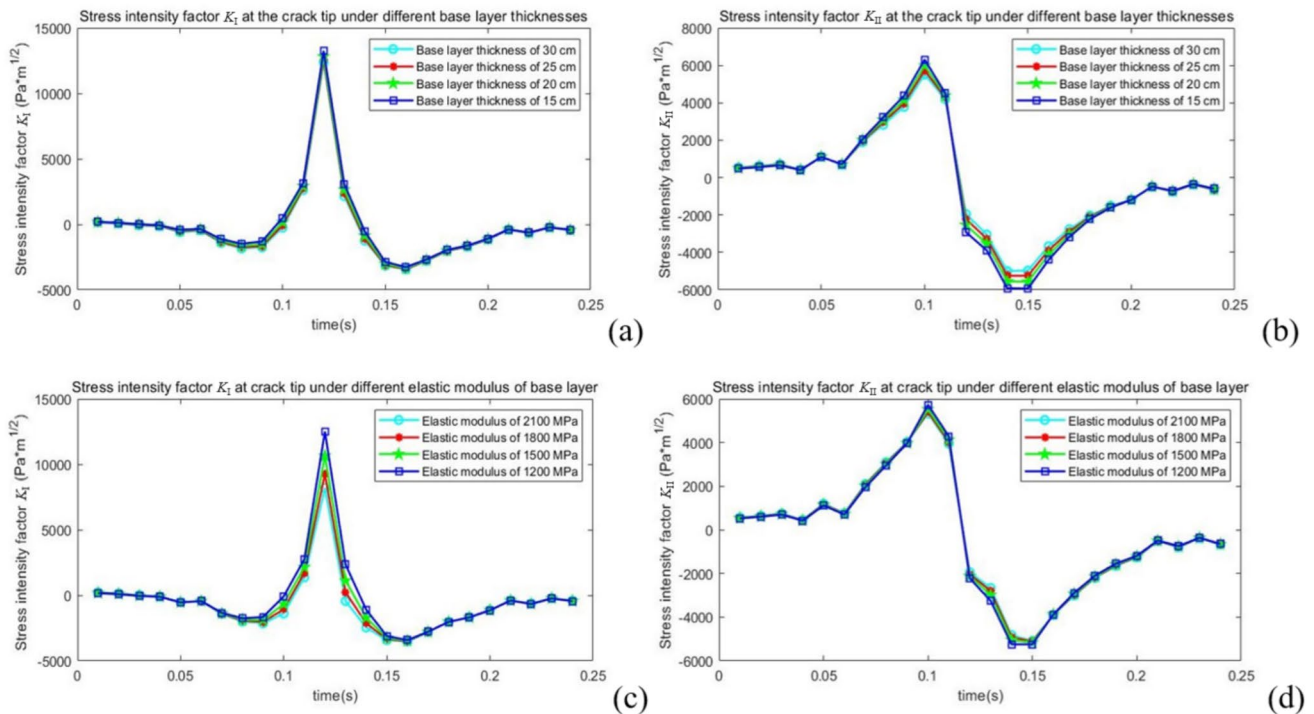 Stress intensity factor K_I at the crack tip under different base layer thicknesses
15000
10000
5000
0
-5000
Stress intensity factor K_I (Pa*m^1/2)
Base layer thickness of 30 cm
Base layer thickness of 25 cm
Base layer thickness of 20 cm
Base layer thickness of 15 cm
0 0.05 0.1 0.15 0.2 0.25
time(s)
(a)
Stress intensity factor K_II at the crack tip under different base layer thicknesses
8000
6000
4000
2000
0
-2000
-4000
-6000
Stress intensity factor K_II (Pa*m^1/2)
Base layer thickness of 30 cm
Base layer thickness of 25 cm
Base layer thickness of 20 cm
Base layer thickness of 15 cm
0 0.05 0.1 0.15 0.2 0.25
time(s)
(b)
Stress intensity factor K_I at crack tip under different elastic modulus of base layer
15000
10000
5000
0
-5000
Stress intensity factor K_I (Pa*m^1/2)
Elastic modulus of 2100 MPa
Elastic modulus of 1800 MPa
Elastic modulus of 1500 MPa
Elastic modulus of 1200 MPa
0 0.05 0.1 0.15 0.2 0.25
time(s)
(c)
Stress intensity factor K_II at crack tip under different elastic modulus of base layer
6000
4000
2000
0
-2000
-4000
-6000
Stress intensity factor K_II (Pa*m^1/2)
Elastic modulus of 2100 MPa
Elastic modulus of 1800 MPa
Elastic modulus of 1500 MPa
Elastic modulus of 1200 MPa
0 0.05 0.1 0.15 0.2 0.25
time(s)
(d)